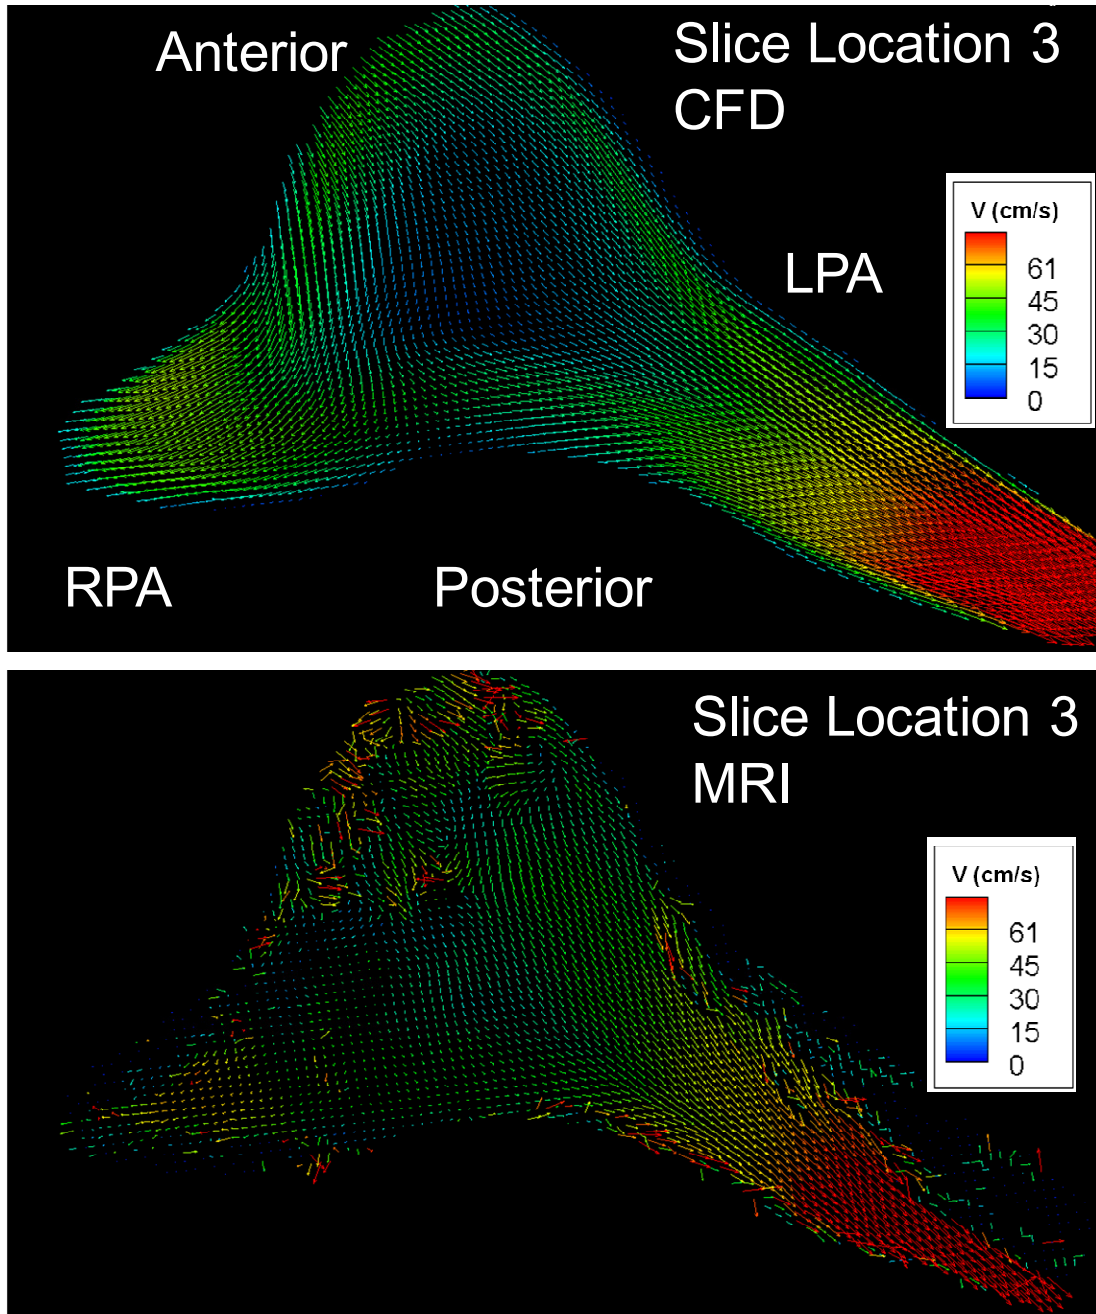 Anterior
Slice Location 3
CFD
V (cm/s)
61
45
30
15
0
LPA
RPA
Posterior
Slice Location 3
MRI
V (cm/s)
61
45
30
15
0